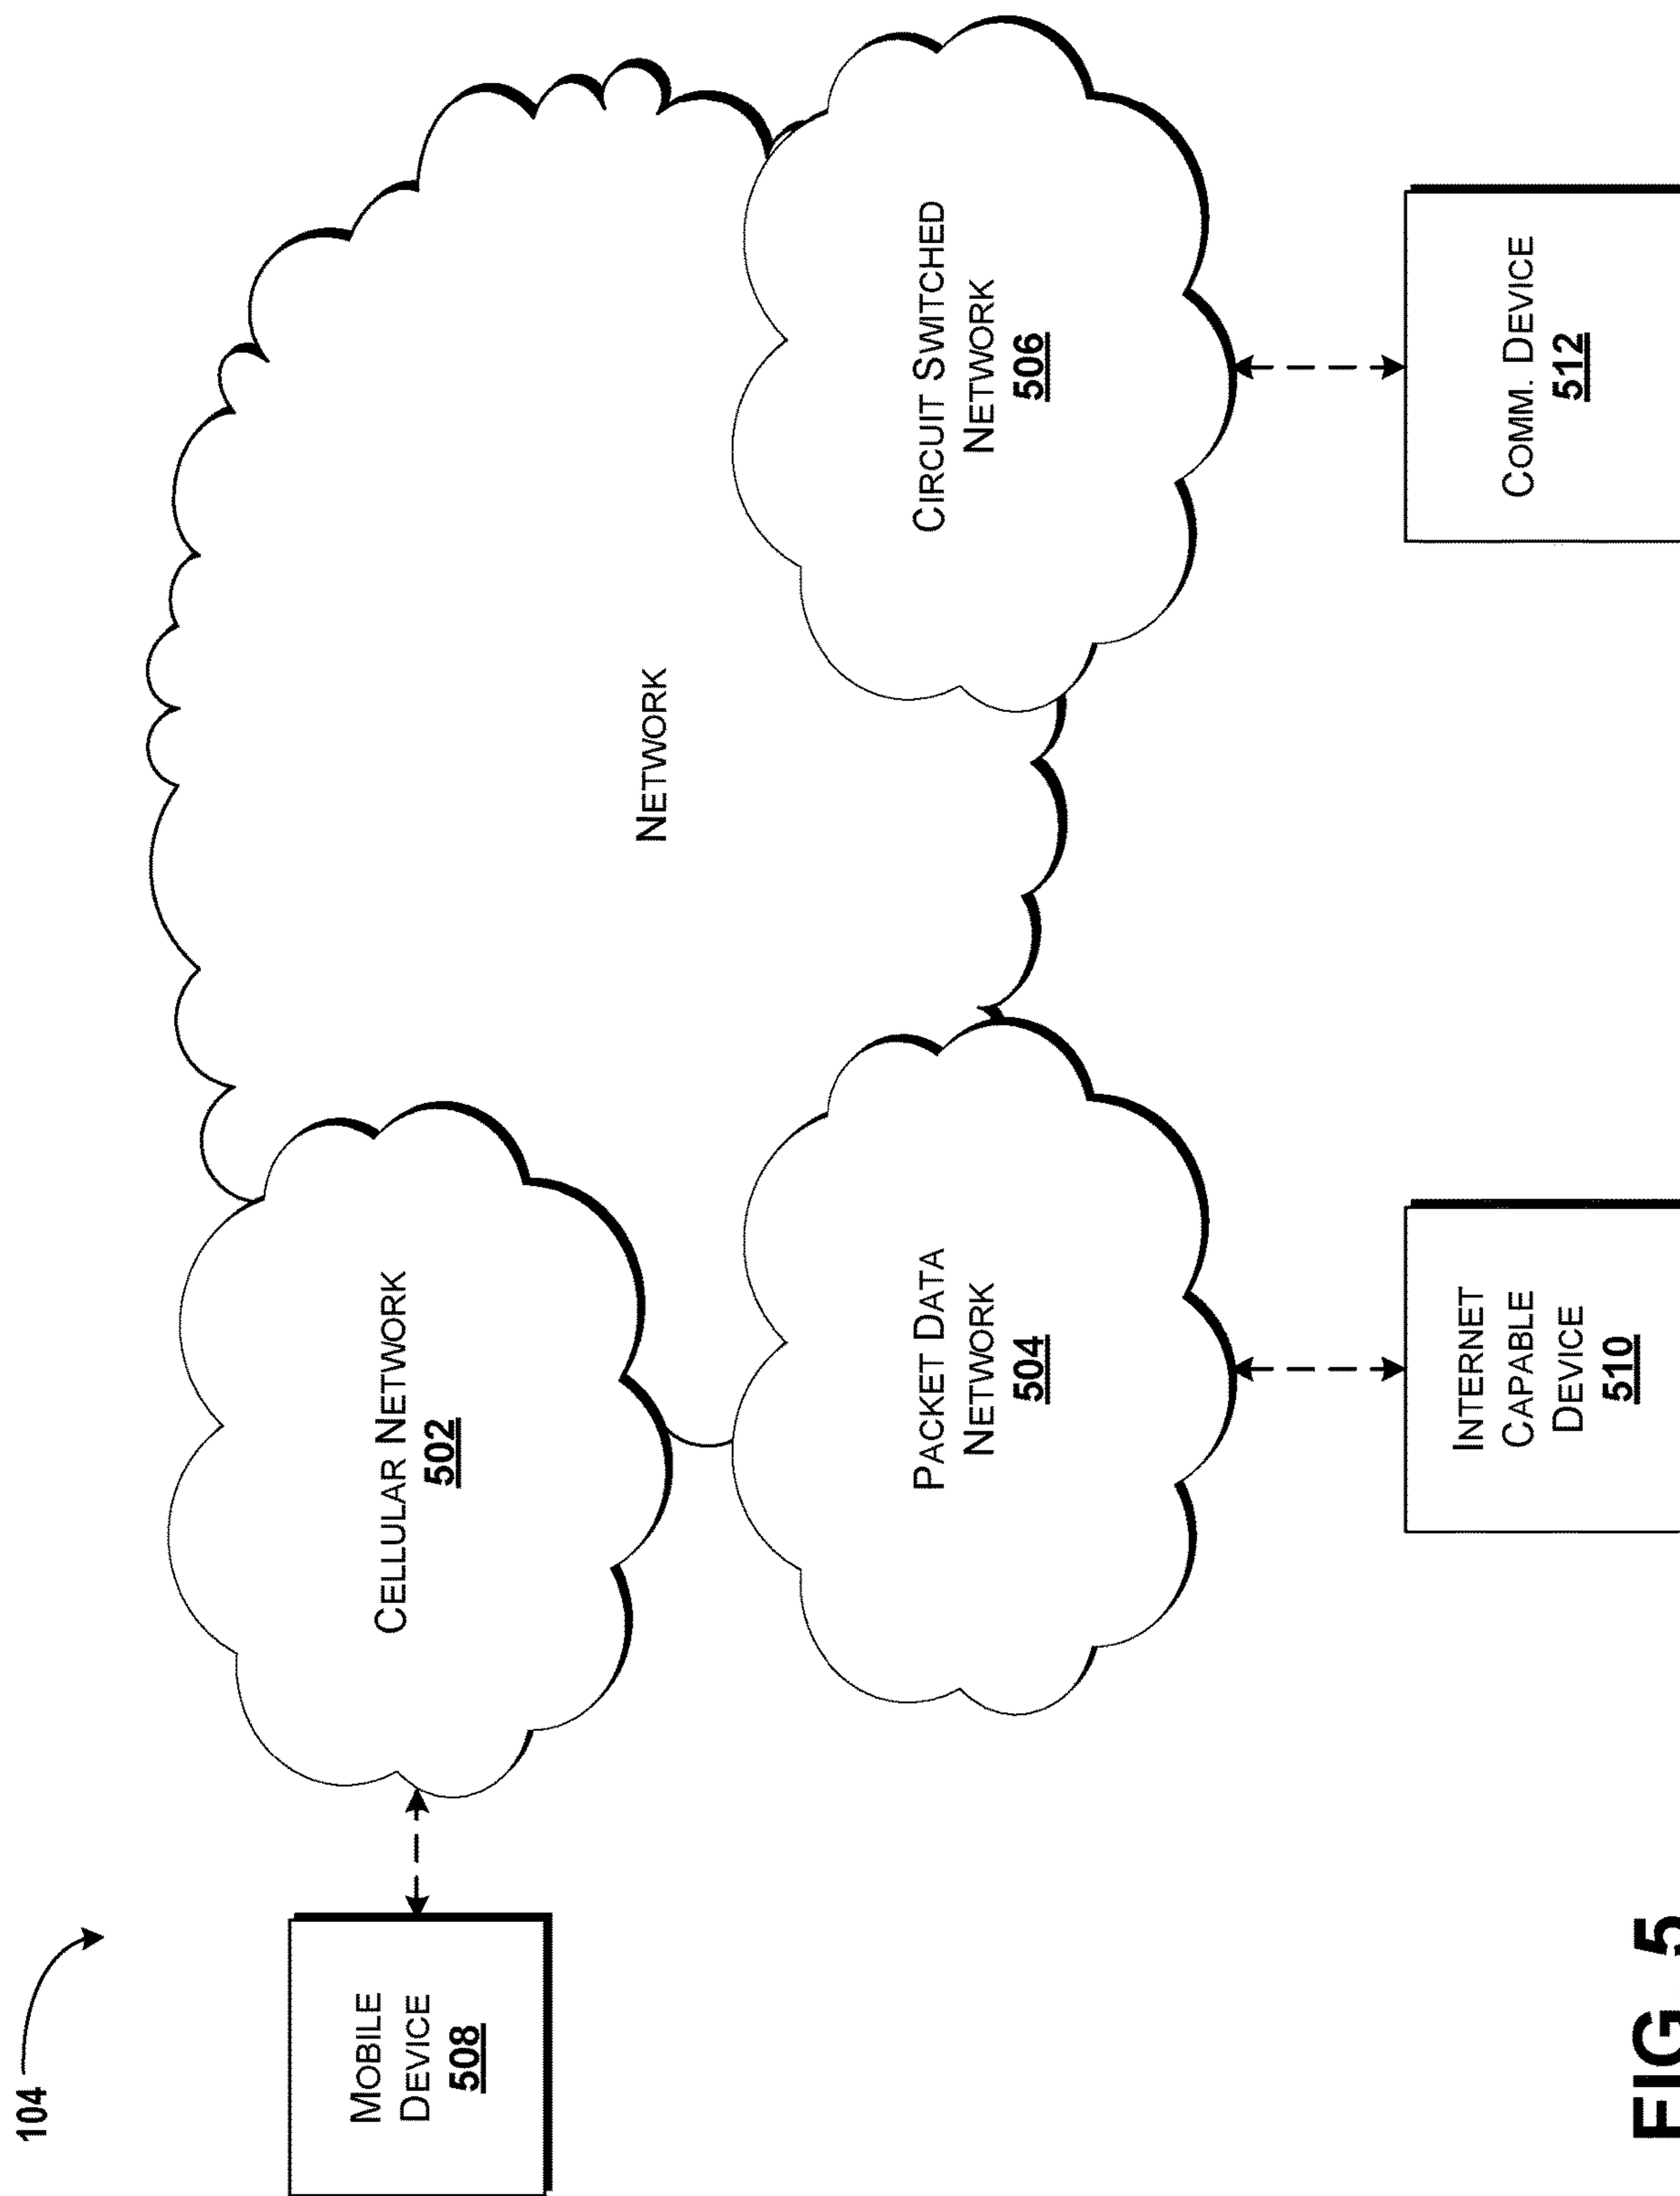 104
NETWORK
CELLULAR NETWORK
502
MOBILE
DEVICE
508
PACKET DATA
NETWORK
504
CIRCUIT SWITCHED
NETWORK
506
INTERNET
CAPABLE
DEVICE
510
COMM. DEVICE
512
FIG. 5